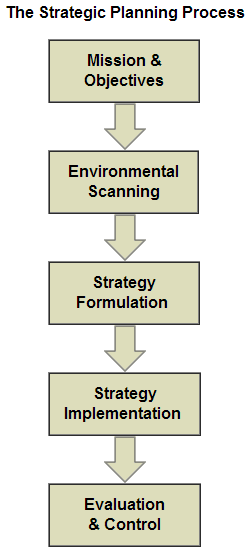 The Strategic Planning Process
Mission &
Objectives
Environmental
Scanning
Strategy
Formulation
Strategy
Implementation
Evaluation
& Control